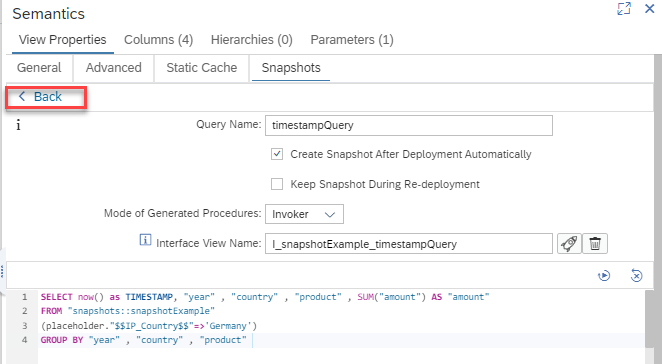 Semantics
View Properties Columns (4) Hierarchies (0) Parameters (1)
General Advanced Static Cache Snapshots
Back
Query Name: timestampQuery
Create Snapshot After Deployment Automatically
Keep Snapshot During Re-deployment
Mode of Generated Procedures: Invoker
Interface View Name: I_snapshotExample_timestampQuery
1 SELECT now() as TIMESTAMP, "year" , "country" , "product" , SUM("amount") AS "amount"
2 FROM "snapshots::snapshotExample"
3 (placeholder."$$IP_Country$$"=>'Germany')
4 GROUP BY "year" , "country" , "product"